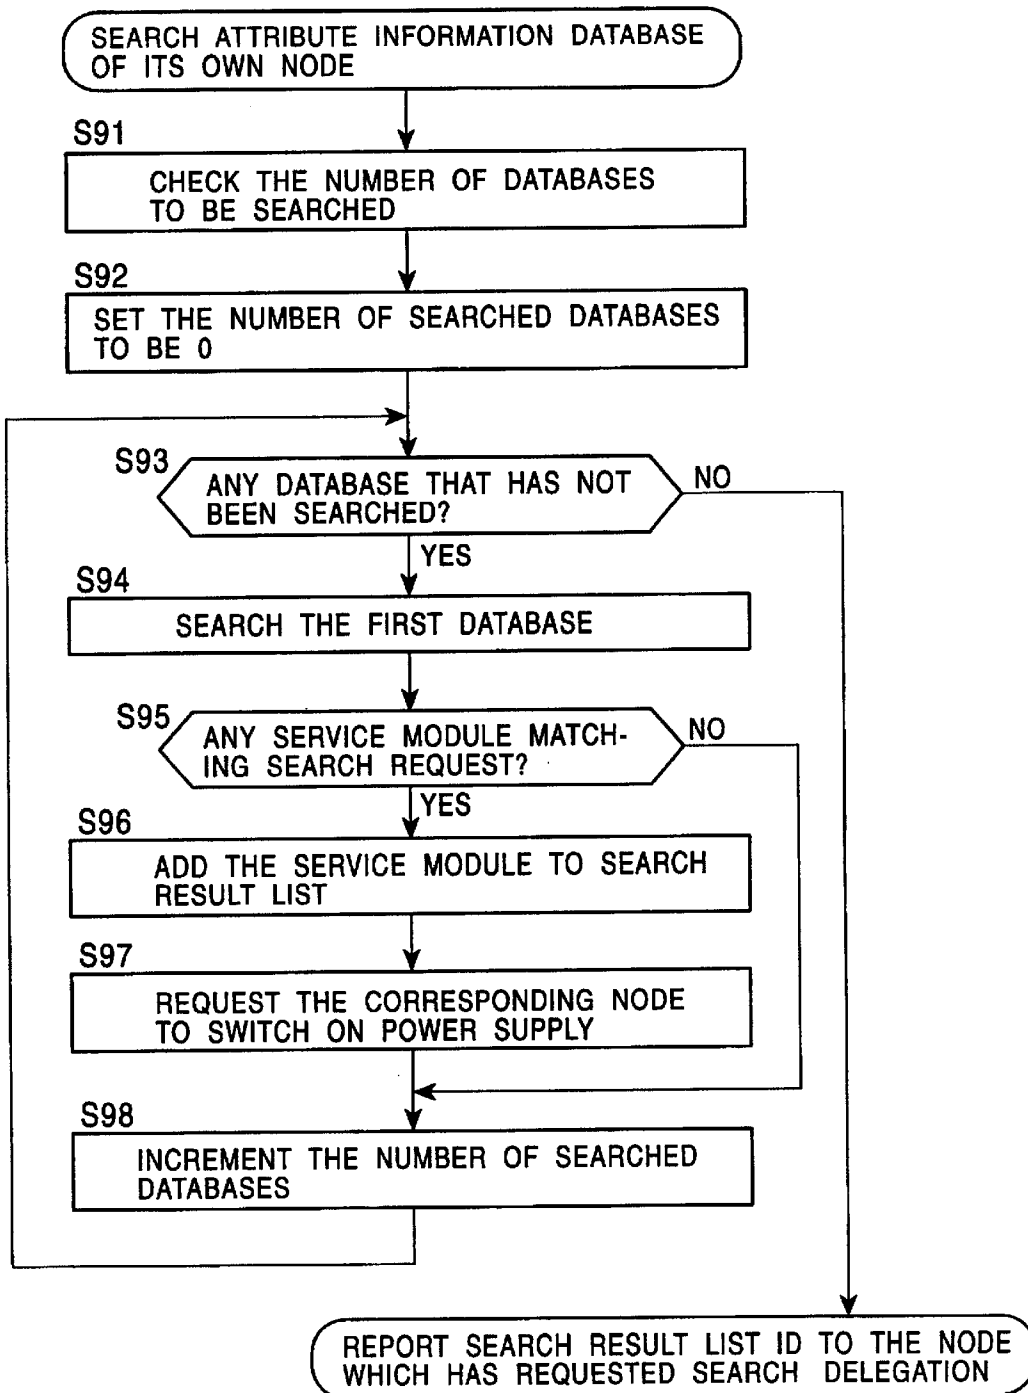 SEARCH ATTRIBUTE INFORMATION DATABASE
OF ITS OWN NODE
S91
CHECK THE NUMBER OF DATABASES
TO BE SEARCHED
S92
SET THE NUMBER OF SEARCHED DATABASES
TO BE 0
S93
ANY DATABASE THAT HAS NOT
BEEN SEARCHED?
NO
YES
S94
SEARCH THE FIRST DATABASE
S95
ANY SERVICE MODULE MATCH-
ING SEARCH REQUEST?
NO
YES
S96
ADD THE SERVICE MODULE TO SEARCH
RESULT LIST
S97
REQUEST THE CORRESPONDING NODE
TO SWITCH ON POWER SUPPLY
S98
INCREMENT THE NUMBER OF SEARCHED
DATABASES
REPORT SEARCH RESULT LIST ID TO THE NODE
WHICH HAS REQUESTED SEARCH DELEGATION